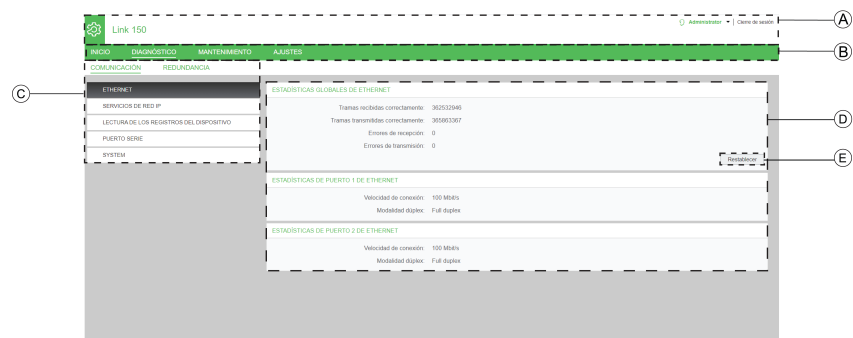 Link 150
Administrator | Cierre de sesión
A
INICIO DIAGNÓSTICO MANTENIMIENTO AJUSTES
B
COMUNICACIÓN REDUNDANCIA
C
ETHERNET
SERVICIOS DE RED IP
LECTURA DE LOS REGISTROS DEL DISPOSITIVO
PUERTO SERIE
SYSTEM
ESTADÍSTICAS GLOBALES DE ETHERNET
Tramas recibidas correctamente: 362532946
Tramas transmitidas correctamente: 365863367
Errores de recepción: 0
Errores de transmisión: 0
D
Restablecer
E
ESTADÍSTICAS DE PUERTO 1 DE ETHERNET
Velocidad de conexión: 100 Mbit/s
Modalidad dúplex: Full duplex
ESTADÍSTICAS DE PUERTO 2 DE ETHERNET
Velocidad de conexión: 100 Mbit/s
Modalidad dúplex: Full duplex